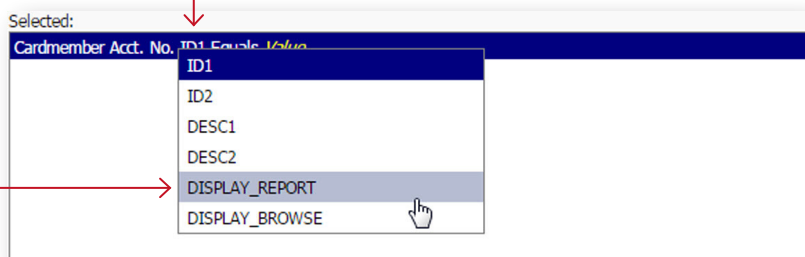 Selected:
Cardmember Acct. No. ID1 Equals Value
ID1
ID2
DESC1
DESC2
DISPLAY_REPORT
DISPLAY_BROWSE